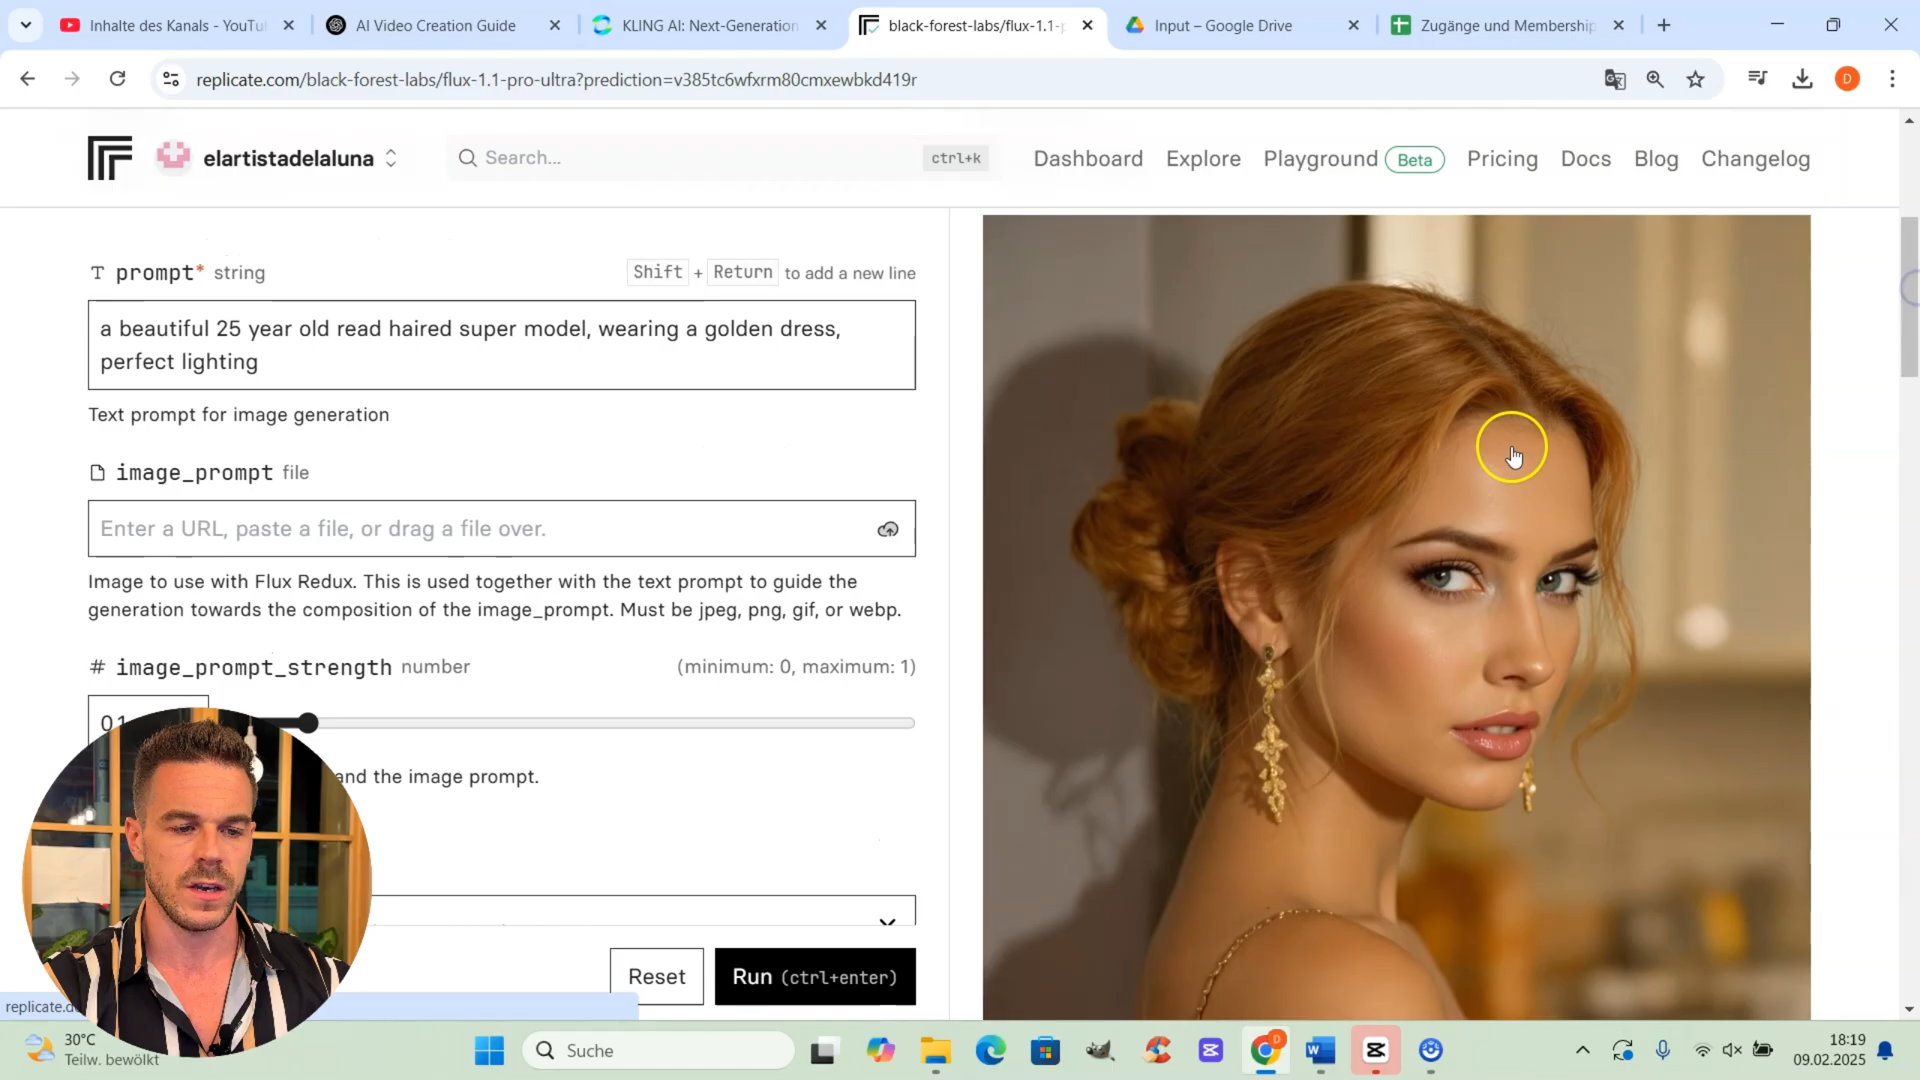 Inhalte des Kanals - YouTu
AI Video Creation Guide
KLING AI: Next-Generation
black-forest-labs/flux-1.1-p
Input – Google Drive
Zugänge und Membership
replicate.com/black-forest-labs/flux-1.1-pro-ultra?prediction=v385tc6wfxrm80cmxewbkd419r
D
elartistadelaluna
Search...
ctrl+k
Dashboard
Explore
Playground Beta
Pricing
Docs
Blog
Changelog
T prompt* string
Shift + Return to add a new line
a beautiful 25 year old read haired super model, wearing a golden dress,
perfect lighting
Text prompt for image generation
image_prompt file
Enter a URL, paste a file, or drag a file over.
Image to use with Flux Redux. This is used together with the text prompt to guide the
generation towards the composition of the image_prompt. Must be jpeg, png, gif, or webp.
# image_prompt_strength number
(minimum: 0, maximum: 1)
and the image prompt.
Reset
Run (ctrl+enter)
replicate.d
30°C
Teilw. bewölkt
Suche
18:19
09.02.2025